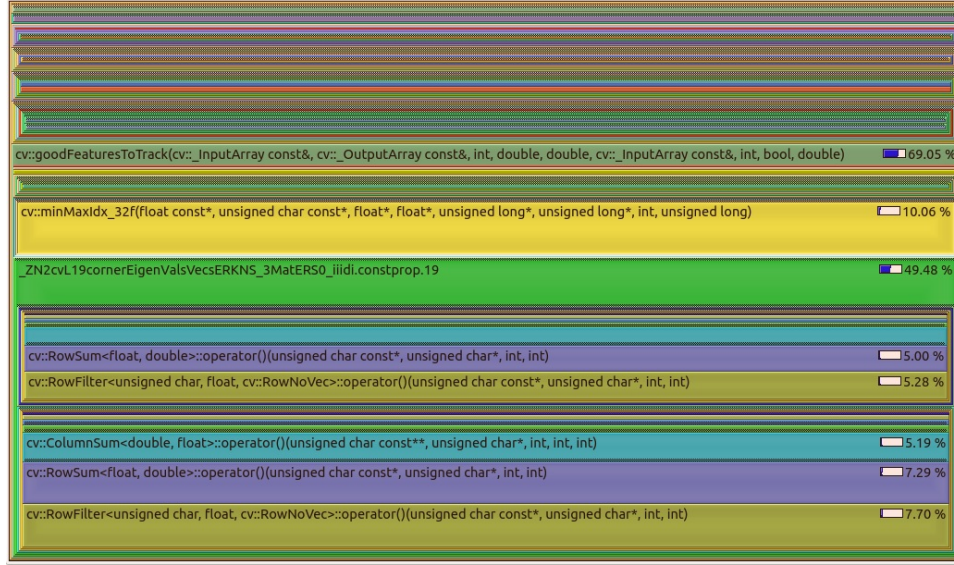 cv::goodFeaturesToTrack(cv::_InputArray const&, cv::_OutputArray const&, int, double, double, cv::_InputArray const&, int, bool, double) 69.05 %
cv::minMaxIdx_32f(float const*, unsigned char const*, float*, float*, unsigned long*, unsigned long*, int, unsigned long) 10.06 %
_ZN2cvL19cornerEigenValsVecsERKNS_3MatERS0_iiidi.constprop.19 49.48 %
cv::RowSum<float, double>::operator()(unsigned char const*, unsigned char*, int, int) 5.00 %
cv::RowFilter<unsigned char, float, cv::RowNoVec>::operator()(unsigned char const*, unsigned char*, int, int) 5.28 %
cv::ColumnSum<double, float>::operator()(unsigned char const**, unsigned char*, int, int, int) 5.19 %
cv::RowSum<float, double>::operator()(unsigned char const*, unsigned char*, int, int) 7.29 %
cv::RowFilter<unsigned char, float, cv::RowNoVec>::operator()(unsigned char const*, unsigned char*, int, int) 7.70 %